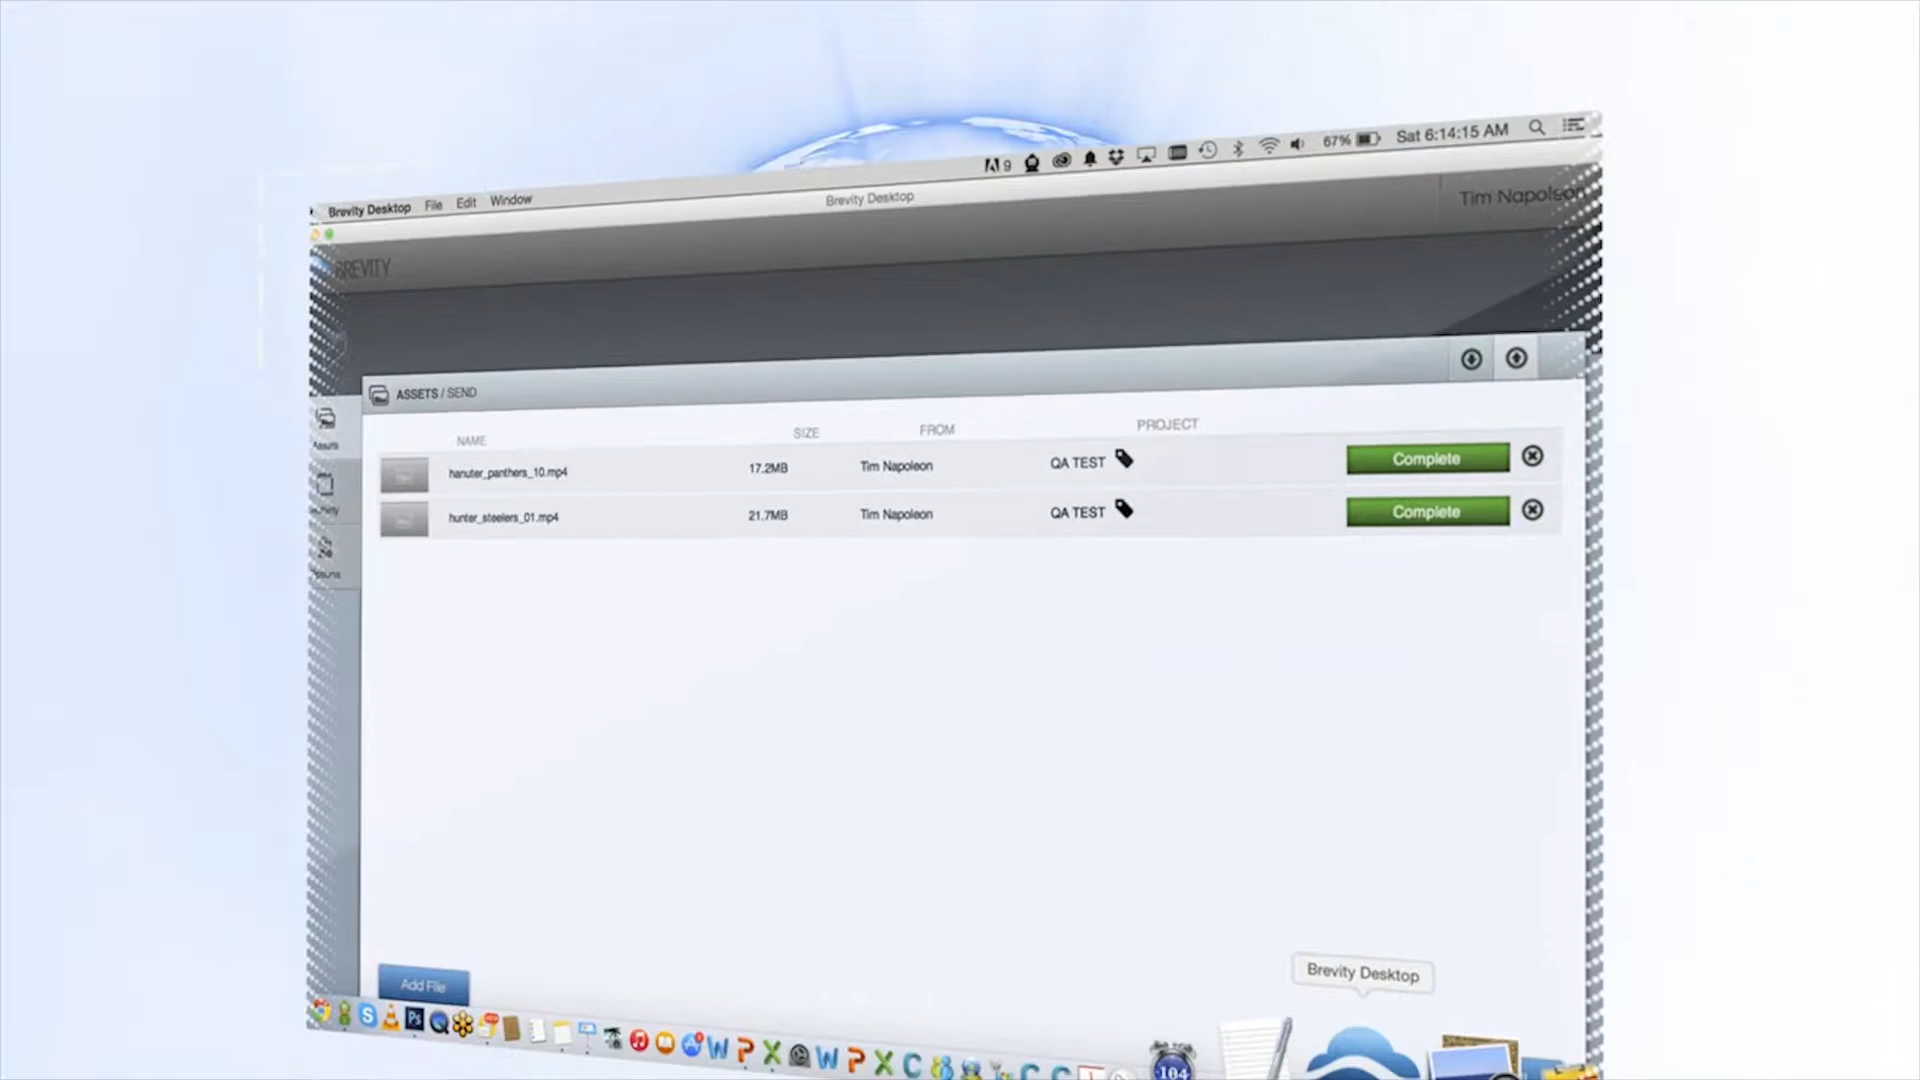 9 67% Sat 6:14:15 AM
Brevity Desktop File Edit Window
Brevity Desktop
Tim Napoleon
BREVITY
ASSETS / SEND
Assets
NAME SIZE FROM PROJECT
hanuter_panthers_10.mp4 17.2MB Tim Napoleon QA TEST Complete
hunter_steelers_01.mp4 21.7MB Tim Napoleon QA TEST Complete
Add File
Brevity Desktop
Ps
W P X W P X C
104